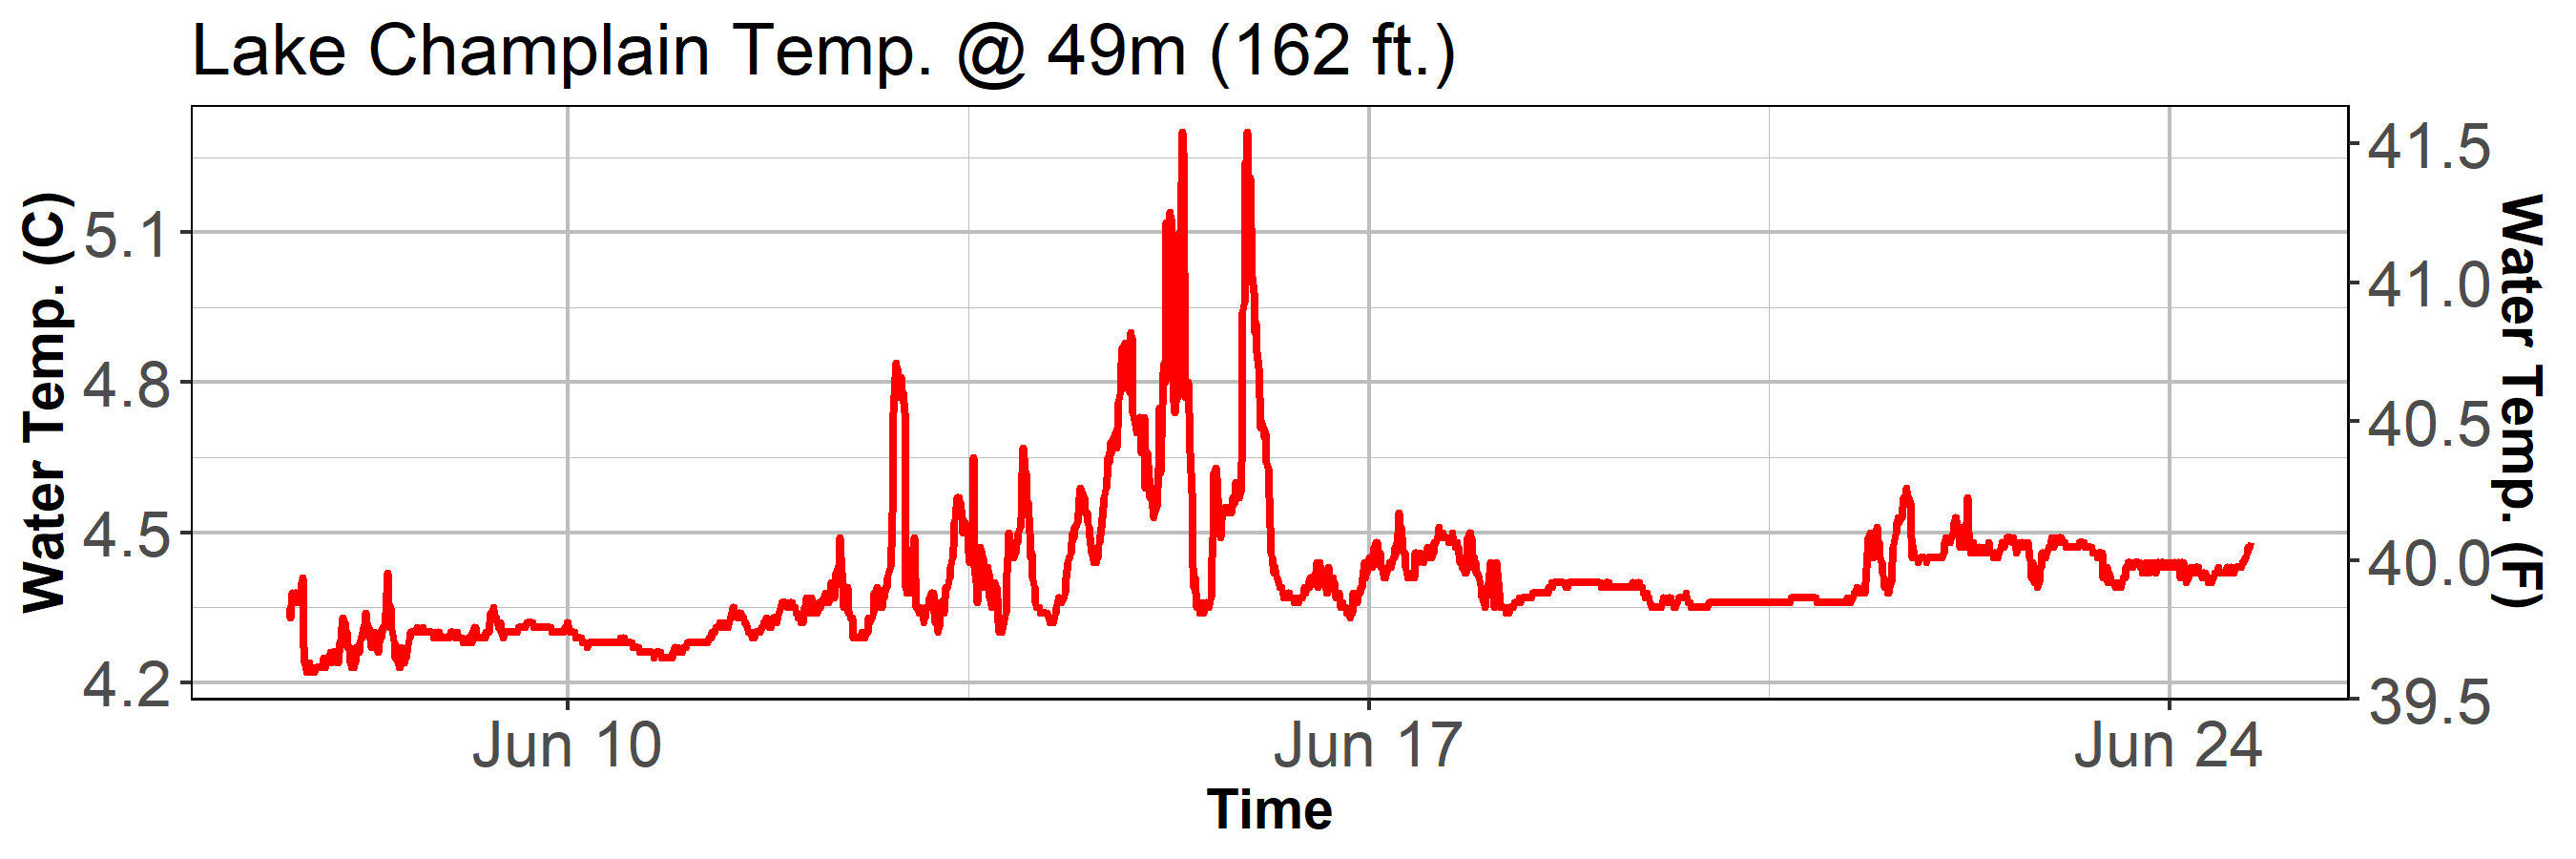 Lake Champlain Temp. @ 49m (162 ft.)
Water Temp. (C)
5.1
4.8
4.5
4.2
41.5
41.0
40.5
40.0
39.5
Water Temp. (F)
Jun 10
Jun 17
Jun 24
Time